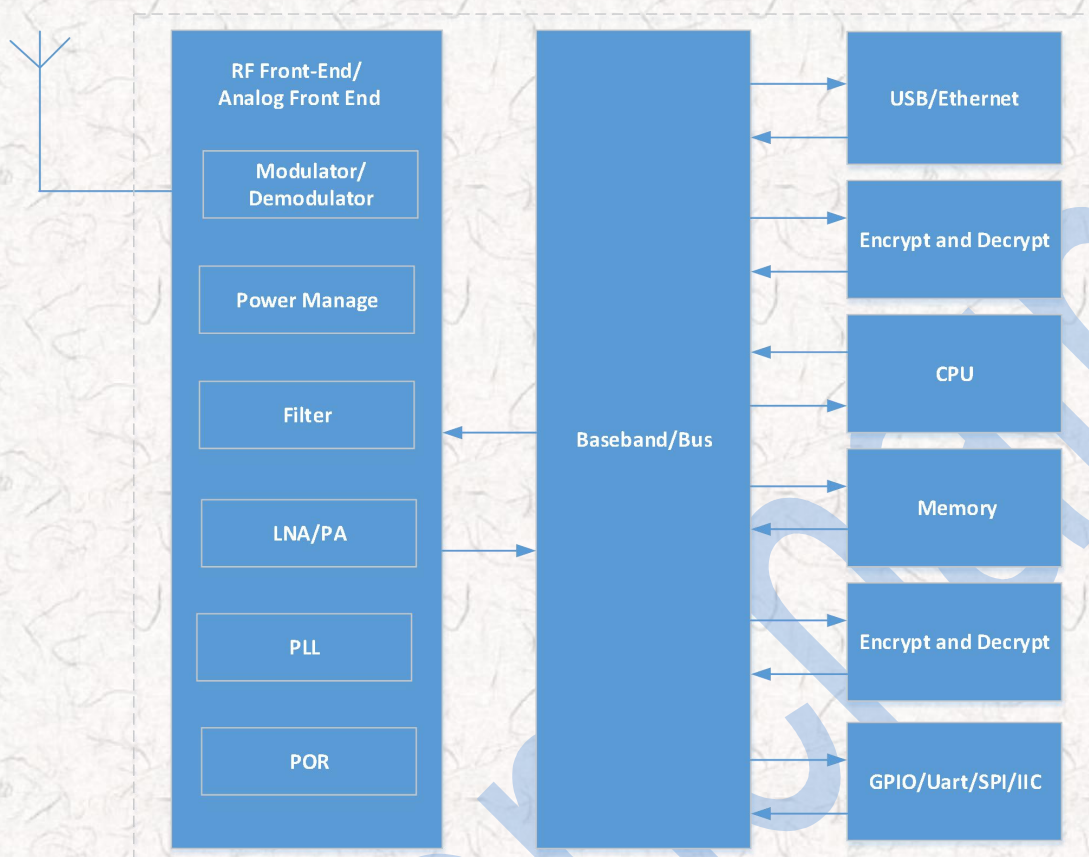 RF Front-End/
Analog Front End
Modulator/
Demodulator
Power Manage
Filter
LNA/PA
PLL
POR
Baseband/Bus
USB/Ethernet
Encrypt and Decrypt
CPU
Memory
Encrypt and Decrypt
GPIO/Uart/SPI/IIC